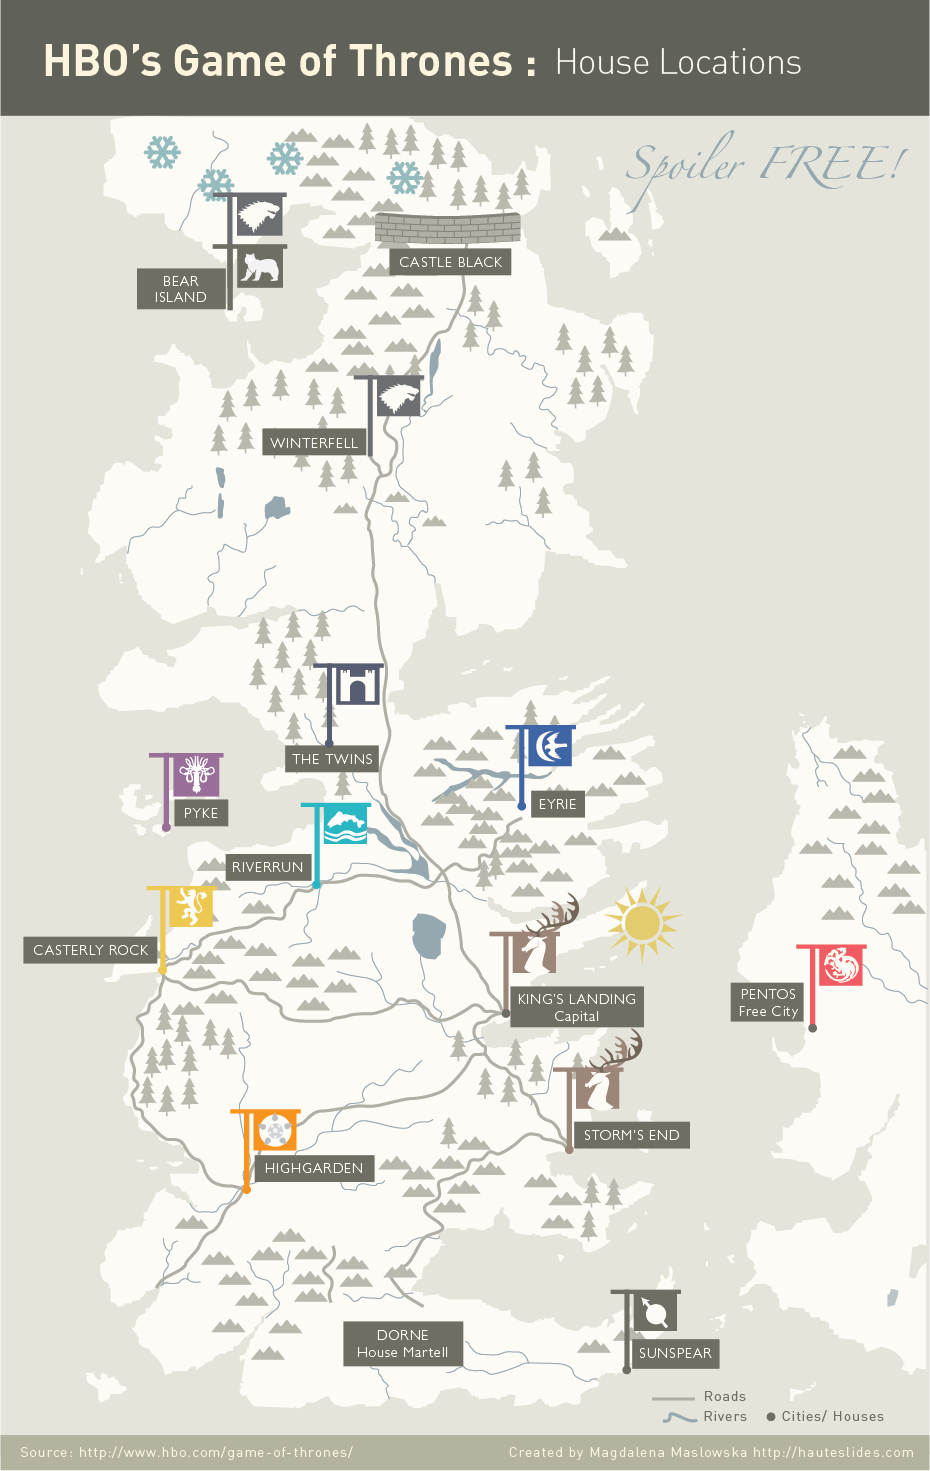 HBO's Game of Thrones : House Locations
Spoiler FREE!
CASTLE BLACK
BEAR
ISLAND
WINTERFELL
THE TWINS
PYKE
EYRIE
RIVERRUN
CASTERLY ROCK
KING'S LANDING
Capital
PENTOS
Free City
STORM'S END
HIGHGARDEN
DORNE
House Martell
SUNSPEAR
Roads
Rivers
Cities/ Houses
Source: http://www.hbo.com/game-of-thrones/
Created by Magdalena Maslowska http://hauteslides.com